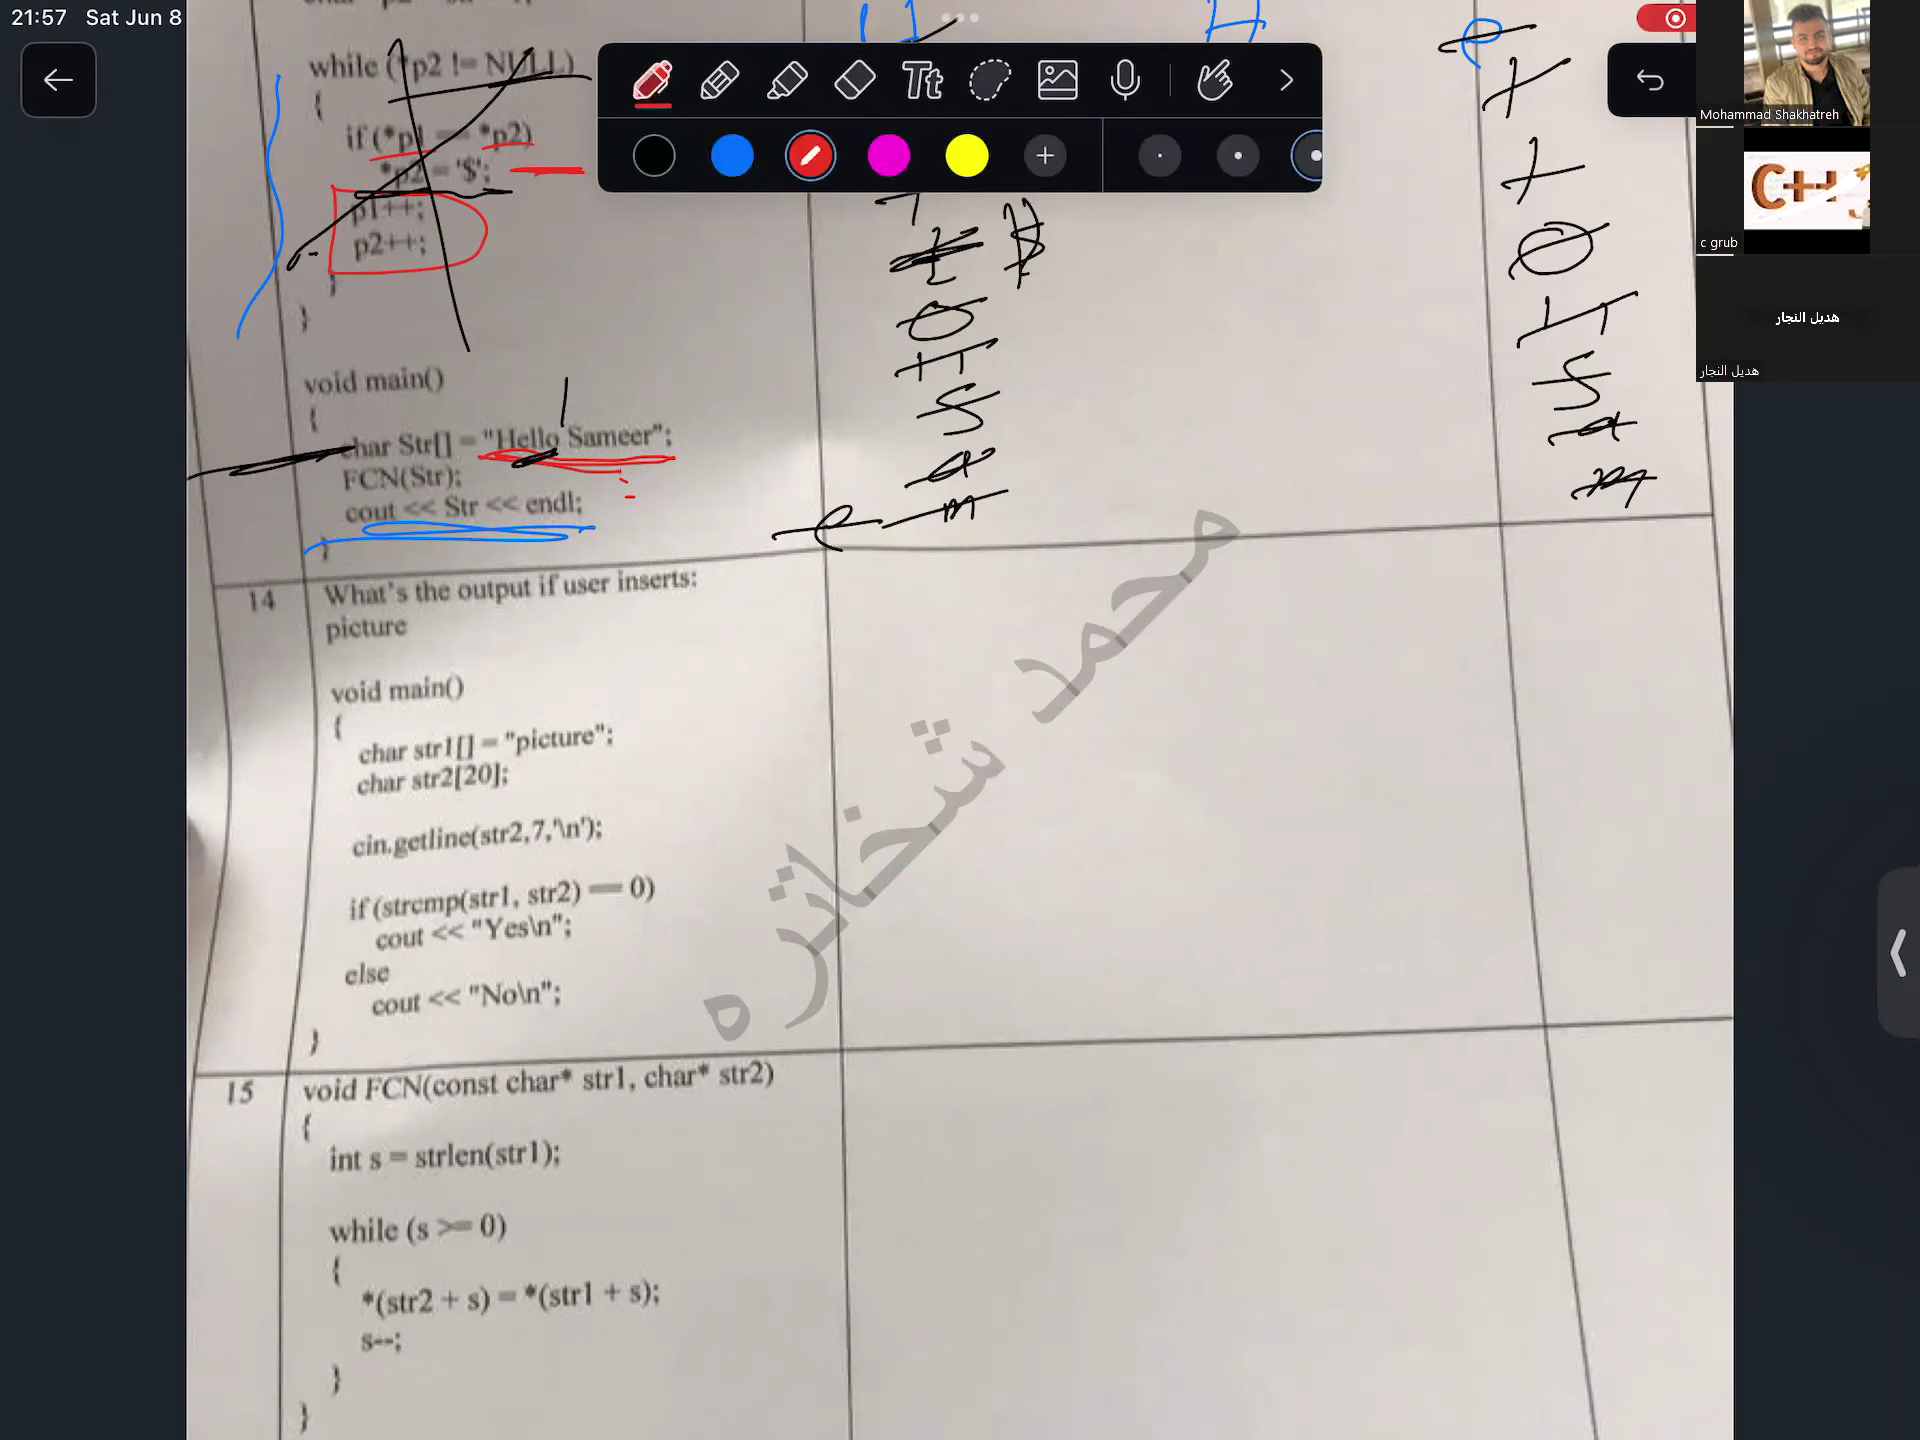 21:57 Sat Jun 8
while (*p2 != NULL)
{
if (*p1 == *p2)
*p2 = '$';
p1++;
p2++;
}
}
void main()
{
char Str[] = "Hello Sameer";
FCN(Str);
cout << Str << endl;
}
14
What's the output if user inserts:
picture
void main()
{
char str1[] = "picture";
char str2[20];
cin.getline(str2,7,'\n');
if (strcmp(str1, str2) == 0)
cout << "Yes\n";
else
cout << "No\n";
}
15
void FCN(const char* str1, char* str2)
{
int s = strlen(str1);
while (s >= 0)
{
*(str2 + s) = *(str1 + s);
s--;
}
}
محمد شخاتره
Tt
Mohammad Shakhatreh
C++
c grub
هديل النجار
هديل النجار